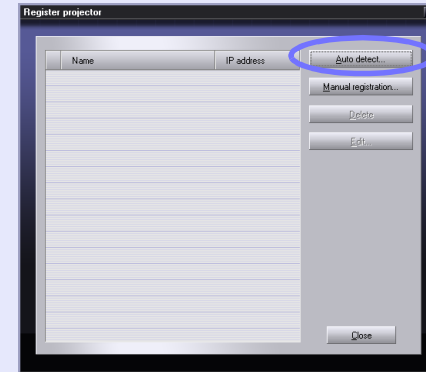 Register projector
Name IP address
Auto detect...
Manual registration...
Delete
Edit...
Close